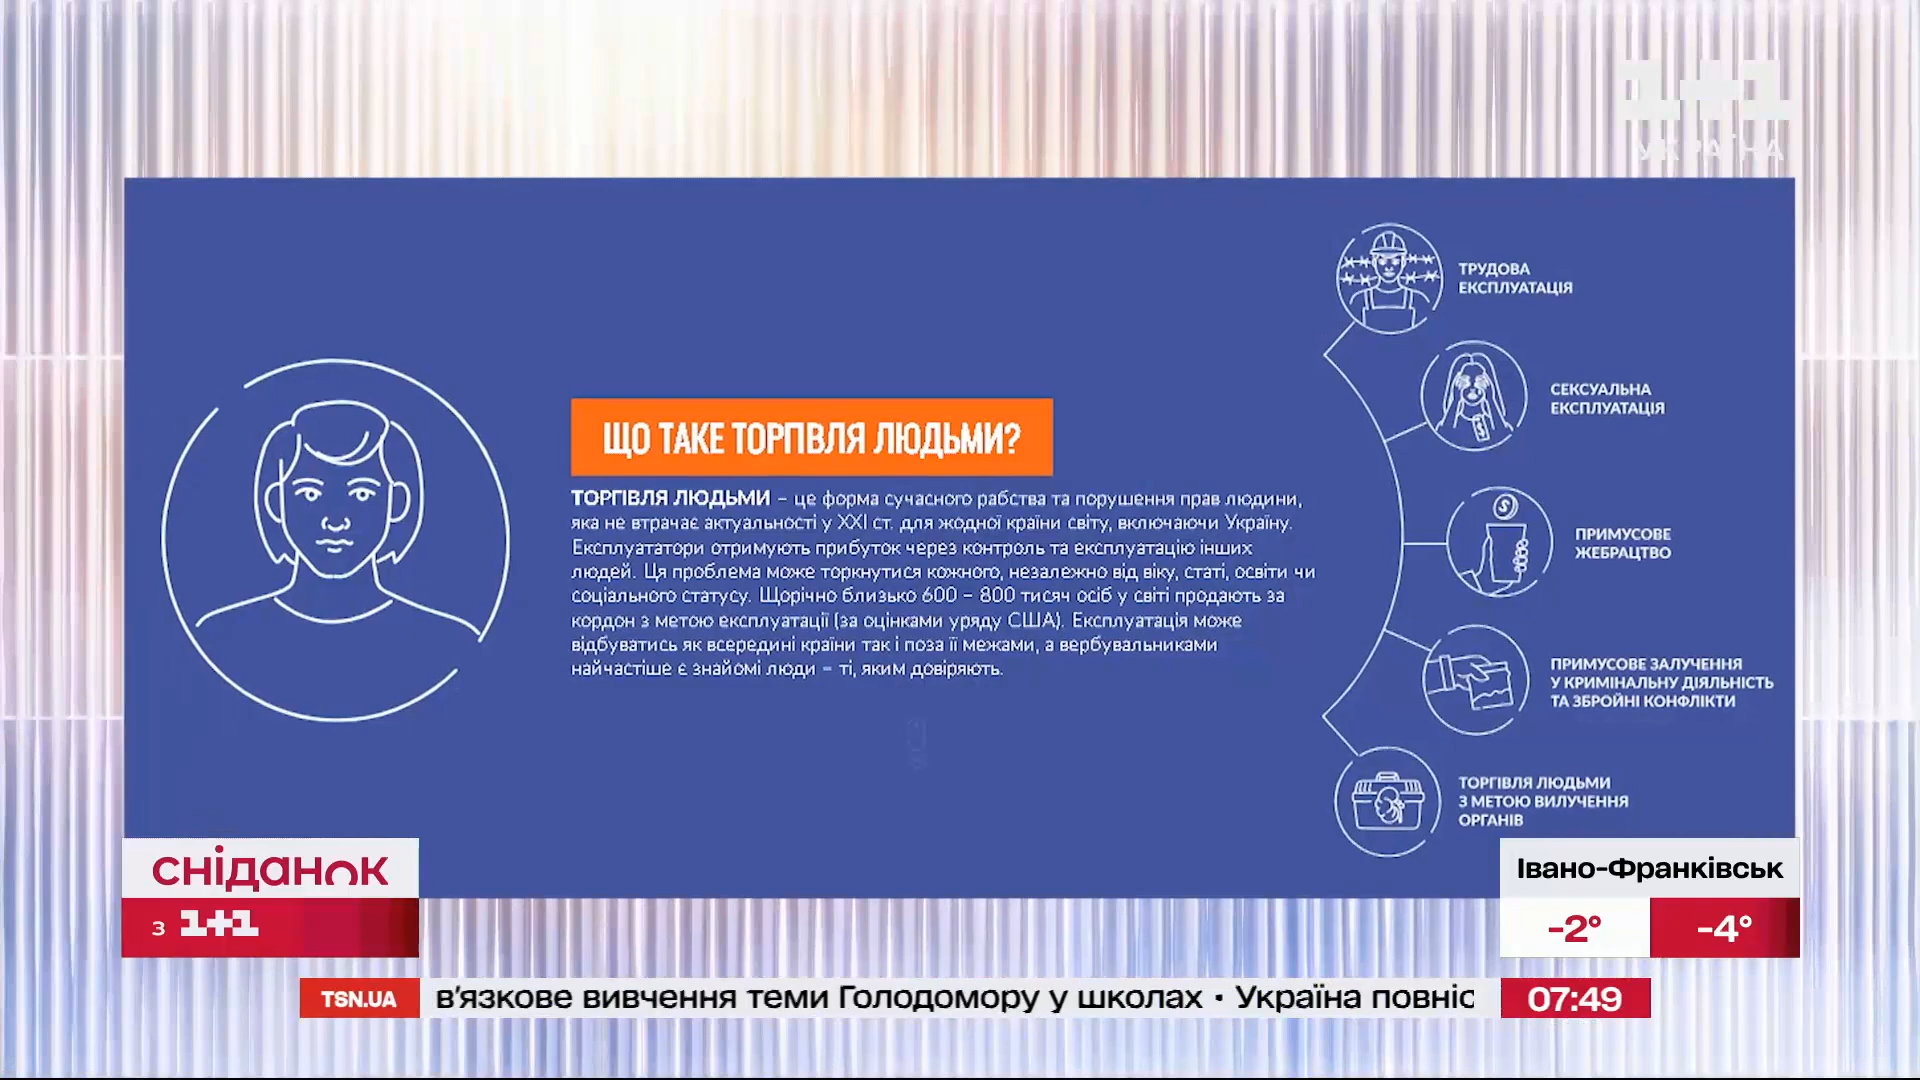 1+1
УКРАЇНА
ТРУДОВА
ЕКСПЛУАТАЦІЯ
СЕКСУАЛЬНА
ЕКСПЛУАТАЦІЯ
ЩО ТАКЕ ТОРГІВЛЯ ЛЮДЬМИ?
ТОРГІВЛЯ ЛЮДЬМИ – це форма сучасного рабства та порушення прав людини,
яка не втрачає актуальності у XXI ст. для жодної країни світу, включаючи Україну.
Експлуататори отримують прибуток через контроль та експлуатацію інших
людей. Ця проблема може торкнутися кожного, незалежно від віку, статі, освіти чи
соціального статусу. Щорічно близько 600 – 800 тисяч осіб у світі продають за
кордон з метою експлуатації (за оцінками уряду США). Експлуатація може
відбуватись як всередині країни так і поза її межами, а вербувальниками
найчастіше є знайомі люди – ті, яким довіряють.
ПРИМУСОВЕ
ЖЕБРАЦТВО
ПРИМУСОВЕ ЗАЛУЧЕННЯ
У КРИМІНАЛЬНУ ДІЯЛЬНІСТЬ
ТА ЗБРОЙНІ КОНФЛІКТИ
ТОРГІВЛЯ ЛЮДЬМИ
З МЕТОЮ ВИЛУЧЕННЯ
ОРГАНІВ
сніданок
з 1+1
Івано-Франківськ
-2° -4°
TSN.UA в'язкове вивчення теми Голодомору у школах • Україна повніс 07:49